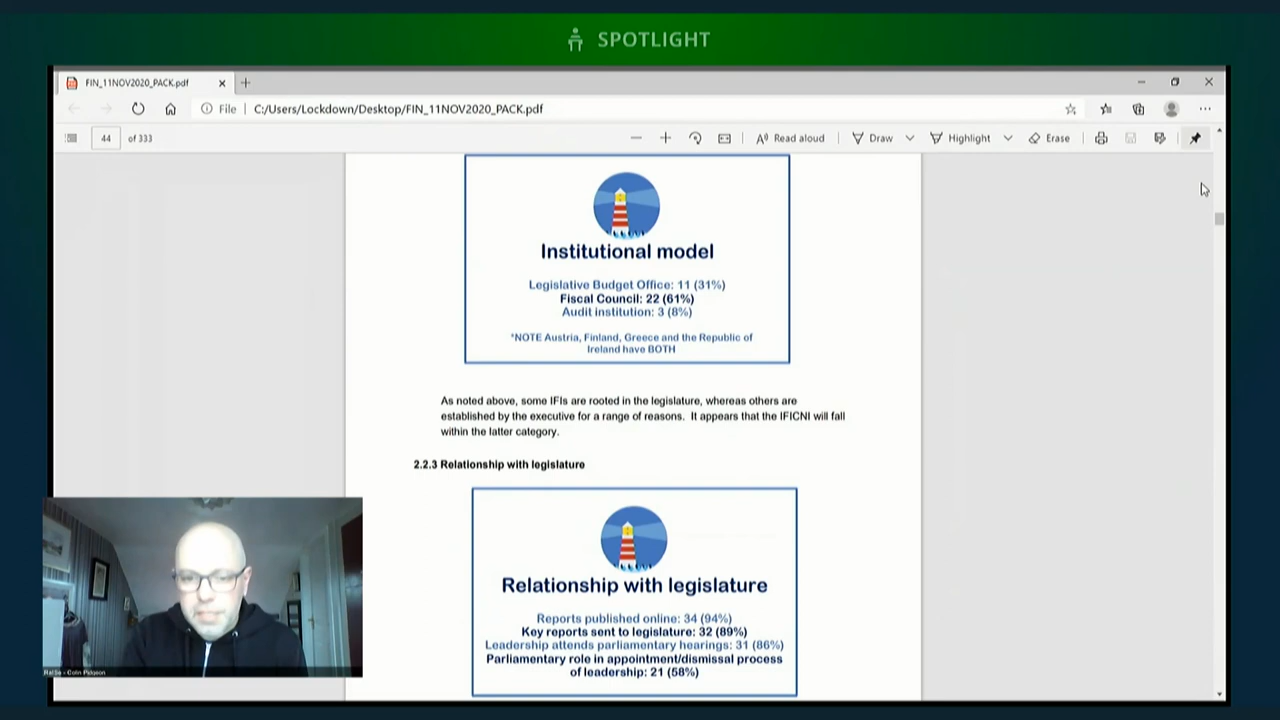 SPOTLIGHT
FIN_11NOV2020_PACK.pdf
File C:/Users/Lockdown/Desktop/FIN_11NOV2020_PACK.pdf
44 of 333 Read aloud Draw Highlight Erase
Institutional model
Legislative Budget Office: 11 (31%)
Fiscal Council: 22 (61%)
Audit institution: 3 (8%)
*NOTE Austria, Finland, Greece and the Republic of
Ireland have BOTH
As noted above, some IFIs are rooted in the legislature, whereas others are
established by the executive for a range of reasons. It appears that the IFICNI will fall
within the latter category.
2.2.3 Relationship with legislature
Relationship with legislature
Reports published online: 34 (94%)
Key reports sent to legislature: 32 (89%)
Leadership attends parliamentary hearings: 31 (86%)
Parliamentary role in appointment/dismissal process
of leadership: 21 (58%)
RaISe - Colin Pidgeon